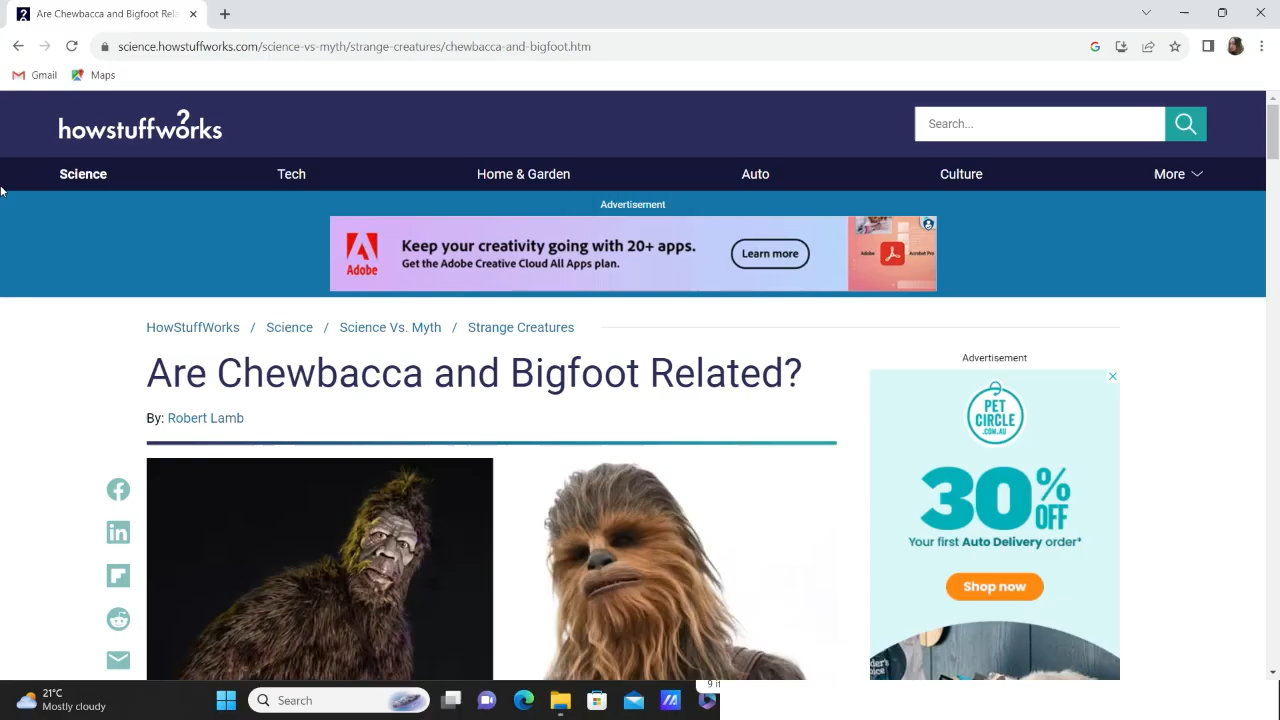 Are Chewbacca and Bigfoot Rela
science.howstuffworks.com/science-vs-myth/strange-creatures/chewbacca-and-bigfoot.htm
Gmail Maps
howstuffworks
Search...
Science Tech Home & Garden Auto Culture More
Advertisement
Adobe
Keep your creativity going with 20+ apps.
Get the Adobe Creative Cloud All Apps plan.
Learn more
Adobe Acrobat Pro
HowStuffWorks / Science / Science Vs. Myth / Strange Creatures
Are Chewbacca and Bigfoot Related?
By: Robert Lamb
Advertisement
PET
CIRCLE
.COM.AU
30% OFF
Your first Auto Delivery order*
Shop now
21°C
Mostly cloudy
Search